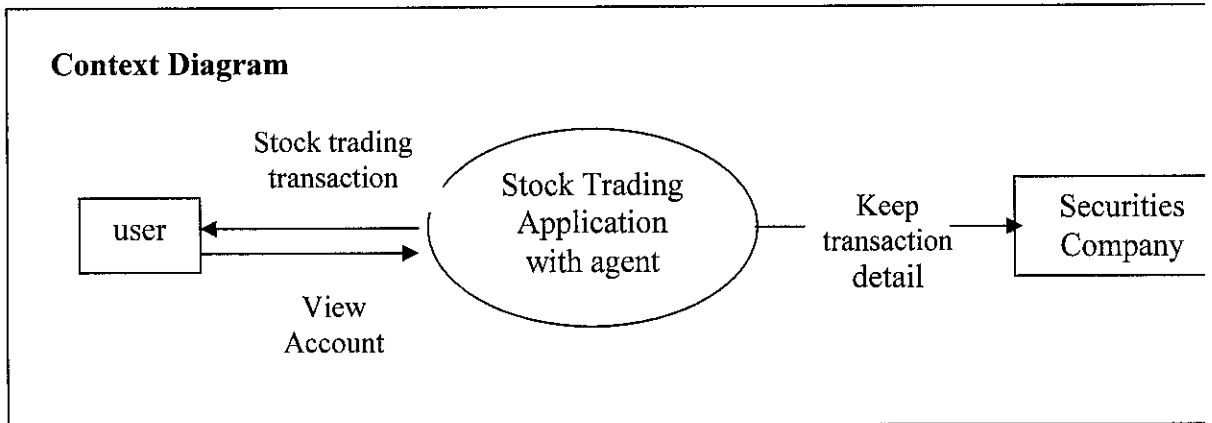 Context Diagram
Stock trading
transaction
user
View
Account
Stock Trading
Application
with agent
Keep
transaction
detail
Securities
Company